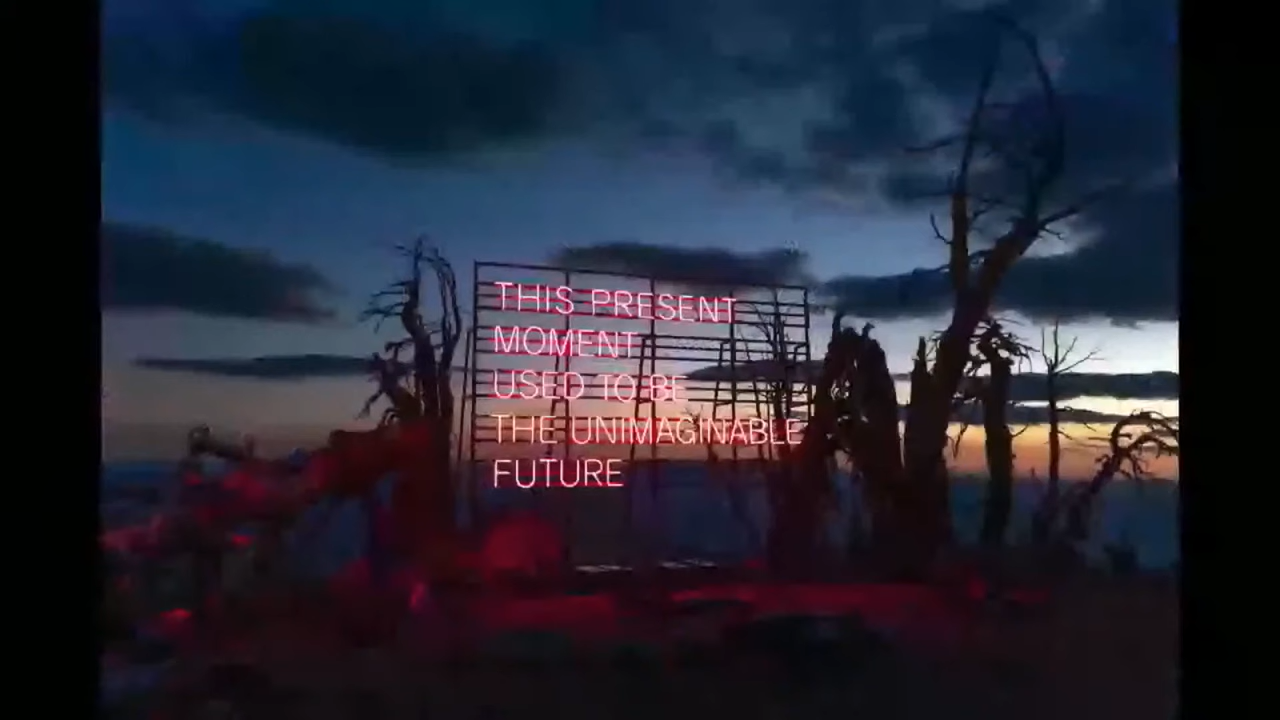 THIS PRESENT
MOMENT
USED TO BE
THE UNIMAGINABLE
FUTURE